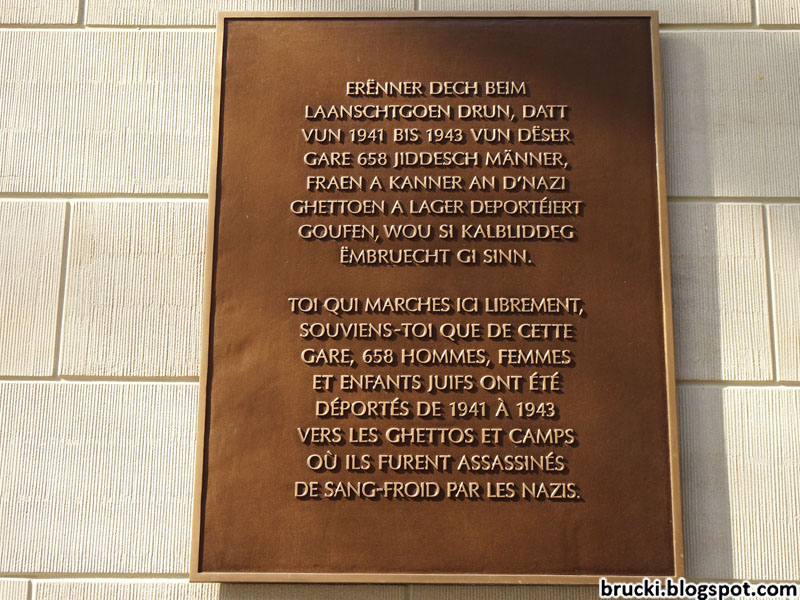 ERËNNER DECH BEIM
LAANSCHTGOEN DRUN, DATT
VUN 1941 BIS 1943 VUN DËSER
GARE 658 JIDDESCH MÄNNER,
FRAEN A KANNER AN D'NAZI
GHETTOEN A LAGER DEPORTÉIERT
GOUFEN, WOU SI KALBLIDDEG
ËMBRUECHT GI SINN.
TOI QUI MARCHES ICI LIBREMENT,
SOUVIENS-TOI QUE DE CETTE
GARE, 658 HOMMES, FEMMES
ET ENFANTS JUIFS ONT ÉTÉ
DÉPORTÉS DE 1941 À 1943
VERS LES GHETTOS ET CAMPS
OÙ ILS FURENT ASSASSINÉS
DE SANG-FROID PAR LES NAZIS.
brucki.blogspot.com